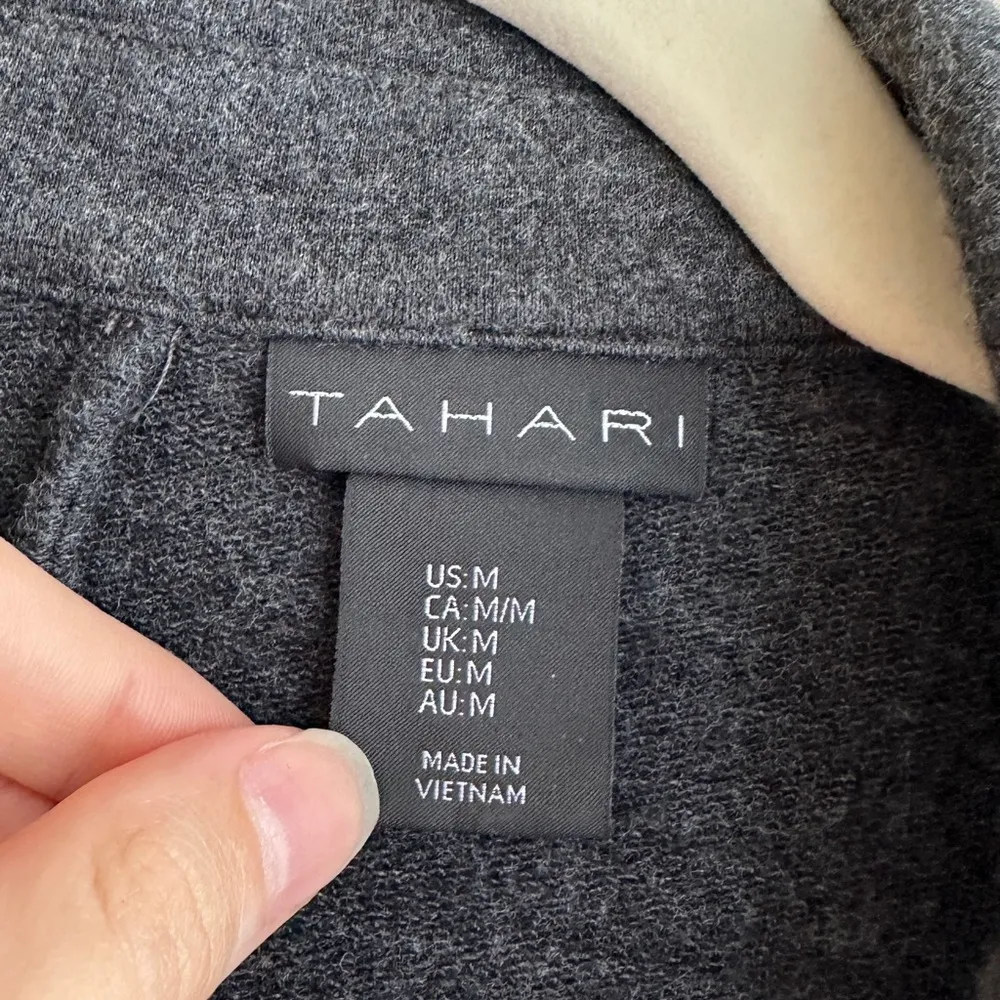 TAHARI
US: M
CA: M/M
UK: M
EU: M
AU: M
MADE IN
VIETNAM